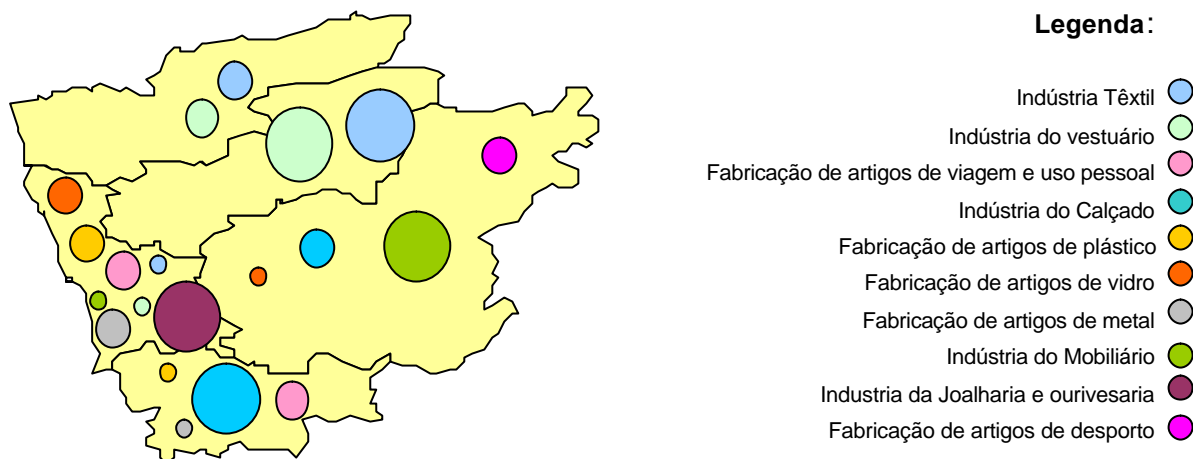 Legenda:
Indústria Têxtil
Indústria do vestuário
Fabricação de artigos de viagem e uso pessoal
Indústria do Calçado
Fabricação de artigos de plástico
Fabricação de artigos de vidro
Fabricação de artigos de metal
Indústria do Mobiliário
Industria da Joalharia e ourivesaria
Fabricação de artigos de desporto